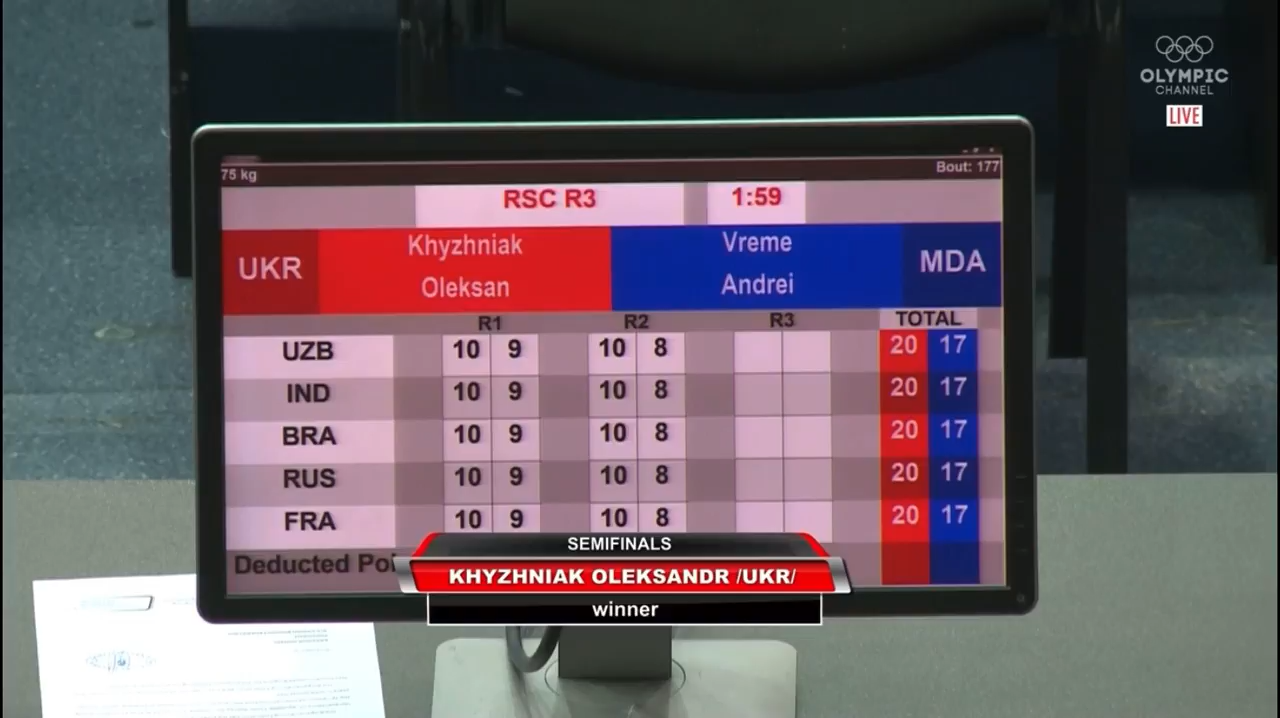 OLYMPIC
CHANNEL
LIVE
75 kg Bout: 177
RSC R3 1:59
UKR Khyzhniak Oleksan Vreme Andrei MDA
R1 R2 R3 TOTAL
UZB 10 9 10 8 20 17
IND 10 9 10 8 20 17
BRA 10 9 10 8 20 17
RUS 10 9 10 8 20 17
FRA 10 9 10 8 20 17
Deducted Poi
SEMIFINALS
KHYZHNIAK OLEKSANDR /UKR/
winner